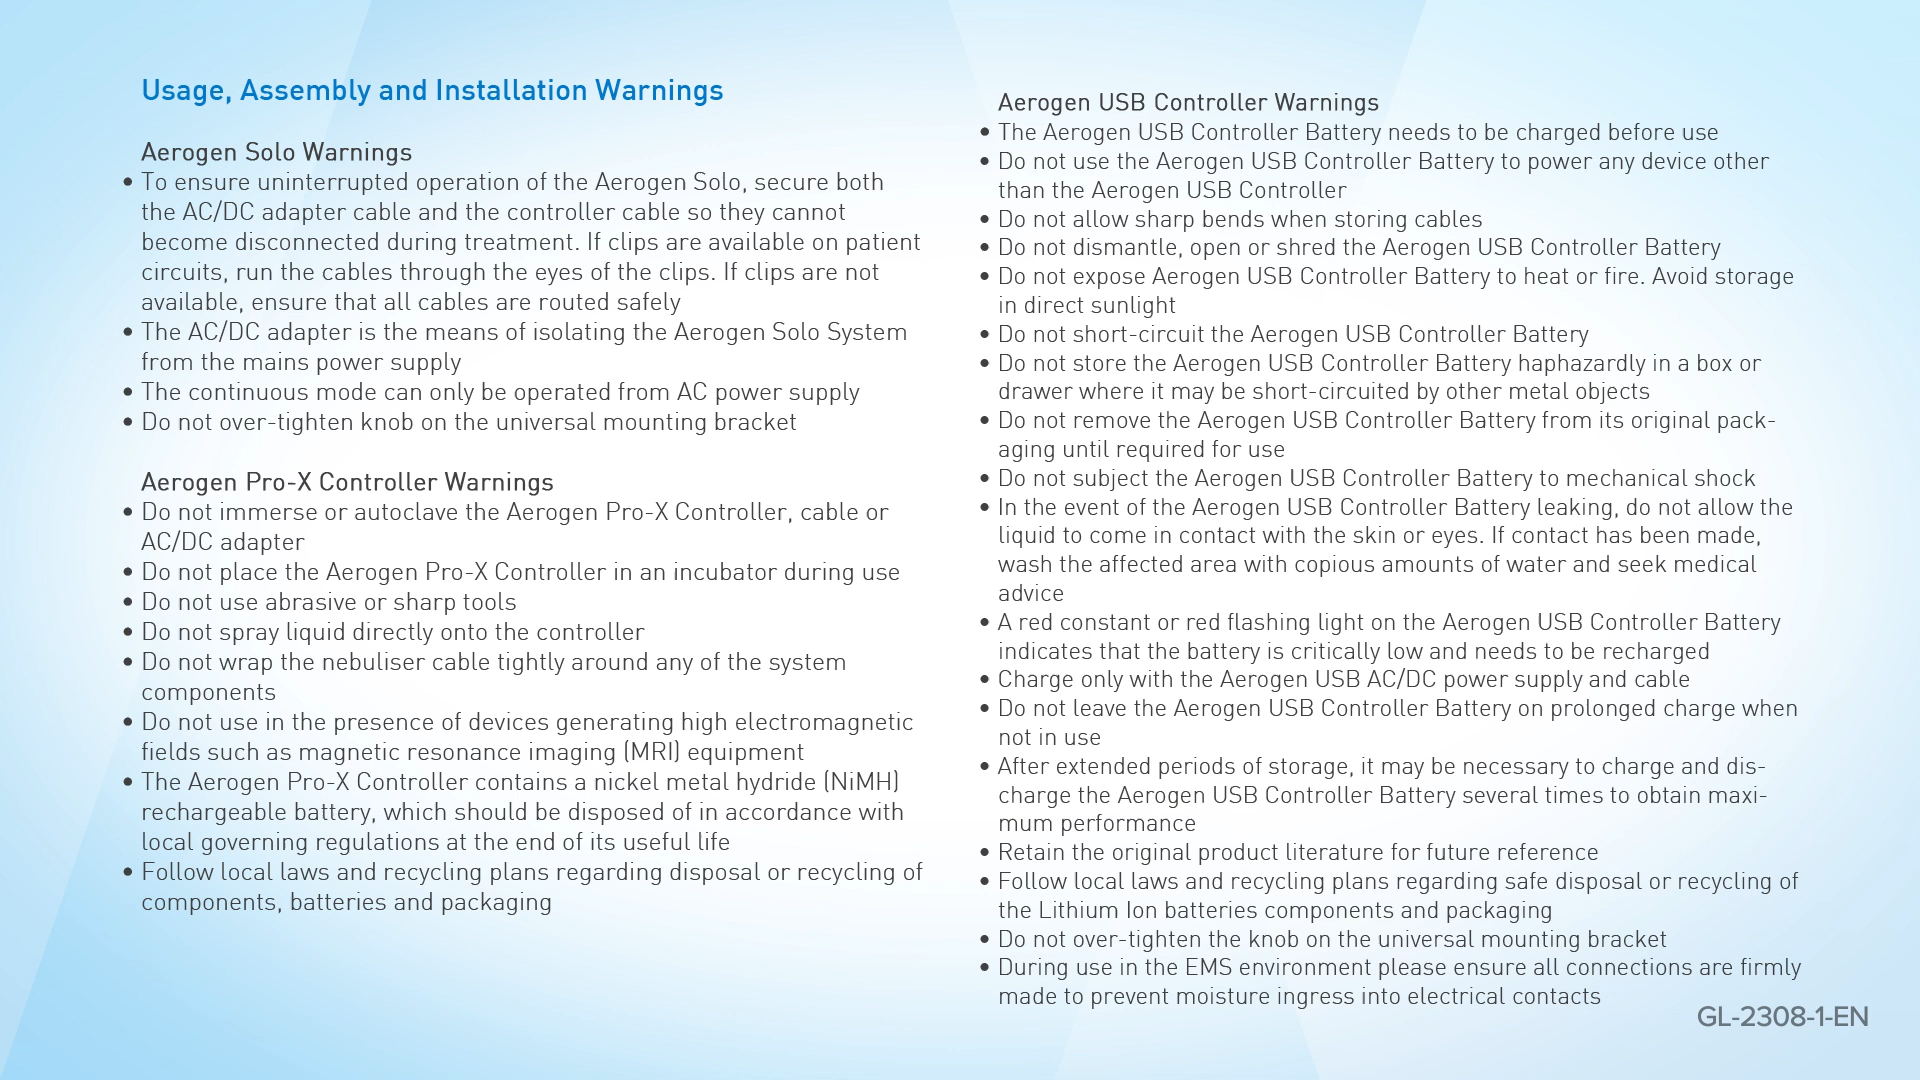 Usage, Assembly and Installation Warnings
Aerogen Solo Warnings
• To ensure uninterrupted operation of the Aerogen Solo, secure both
the AC/DC adapter cable and the controller cable so they cannot
become disconnected during treatment. If clips are available on patient
circuits, run the cables through the eyes of the clips. If clips are not
available, ensure that all cables are routed safely
• The AC/DC adapter is the means of isolating the Aerogen Solo System
from the mains power supply
• The continuous mode can only be operated from AC power supply
• Do not over-tighten knob on the universal mounting bracket
Aerogen Pro-X Controller Warnings
• Do not immerse or autoclave the Aerogen Pro-X Controller, cable or
AC/DC adapter
• Do not place the Aerogen Pro-X Controller in an incubator during use
• Do not use abrasive or sharp tools
• Do not spray liquid directly onto the controller
• Do not wrap the nebuliser cable tightly around any of the system
components
• Do not use in the presence of devices generating high electromagnetic
fields such as magnetic resonance imaging (MRI) equipment
• The Aerogen Pro-X Controller contains a nickel metal hydride (NiMH)
rechargeable battery, which should be disposed of in accordance with
local governing regulations at the end of its useful life
• Follow local laws and recycling plans regarding disposal or recycling of
components, batteries and packaging
Aerogen USB Controller Warnings
• The Aerogen USB Controller Battery needs to be charged before use
• Do not use the Aerogen USB Controller Battery to power any device other
than the Aerogen USB Controller
• Do not allow sharp bends when storing cables
• Do not dismantle, open or shred the Aerogen USB Controller Battery
• Do not expose Aerogen USB Controller Battery to heat or fire. Avoid storage
in direct sunlight
• Do not short-circuit the Aerogen USB Controller Battery
• Do not store the Aerogen USB Controller Battery haphazardly in a box or
drawer where it may be short-circuited by other metal objects
• Do not remove the Aerogen USB Controller Battery from its original pack-
aging until required for use
• Do not subject the Aerogen USB Controller Battery to mechanical shock
• In the event of the Aerogen USB Controller Battery leaking, do not allow the
liquid to come in contact with the skin or eyes. If contact has been made,
wash the affected area with copious amounts of water and seek medical
advice
• A red constant or red flashing light on the Aerogen USB Controller Battery
indicates that the battery is critically low and needs to be recharged
• Charge only with the Aerogen USB AC/DC power supply and cable
• Do not leave the Aerogen USB Controller Battery on prolonged charge when
not in use
• After extended periods of storage, it may be necessary to charge and dis-
charge the Aerogen USB Controller Battery several times to obtain maxi-
mum performance
• Retain the original product literature for future reference
• Follow local laws and recycling plans regarding safe disposal or recycling of
the Lithium Ion batteries components and packaging
• Do not over-tighten the knob on the universal mounting bracket
• During use in the EMS environment please ensure all connections are firmly
made to prevent moisture ingress into electrical contacts
GL-2308-1-EN